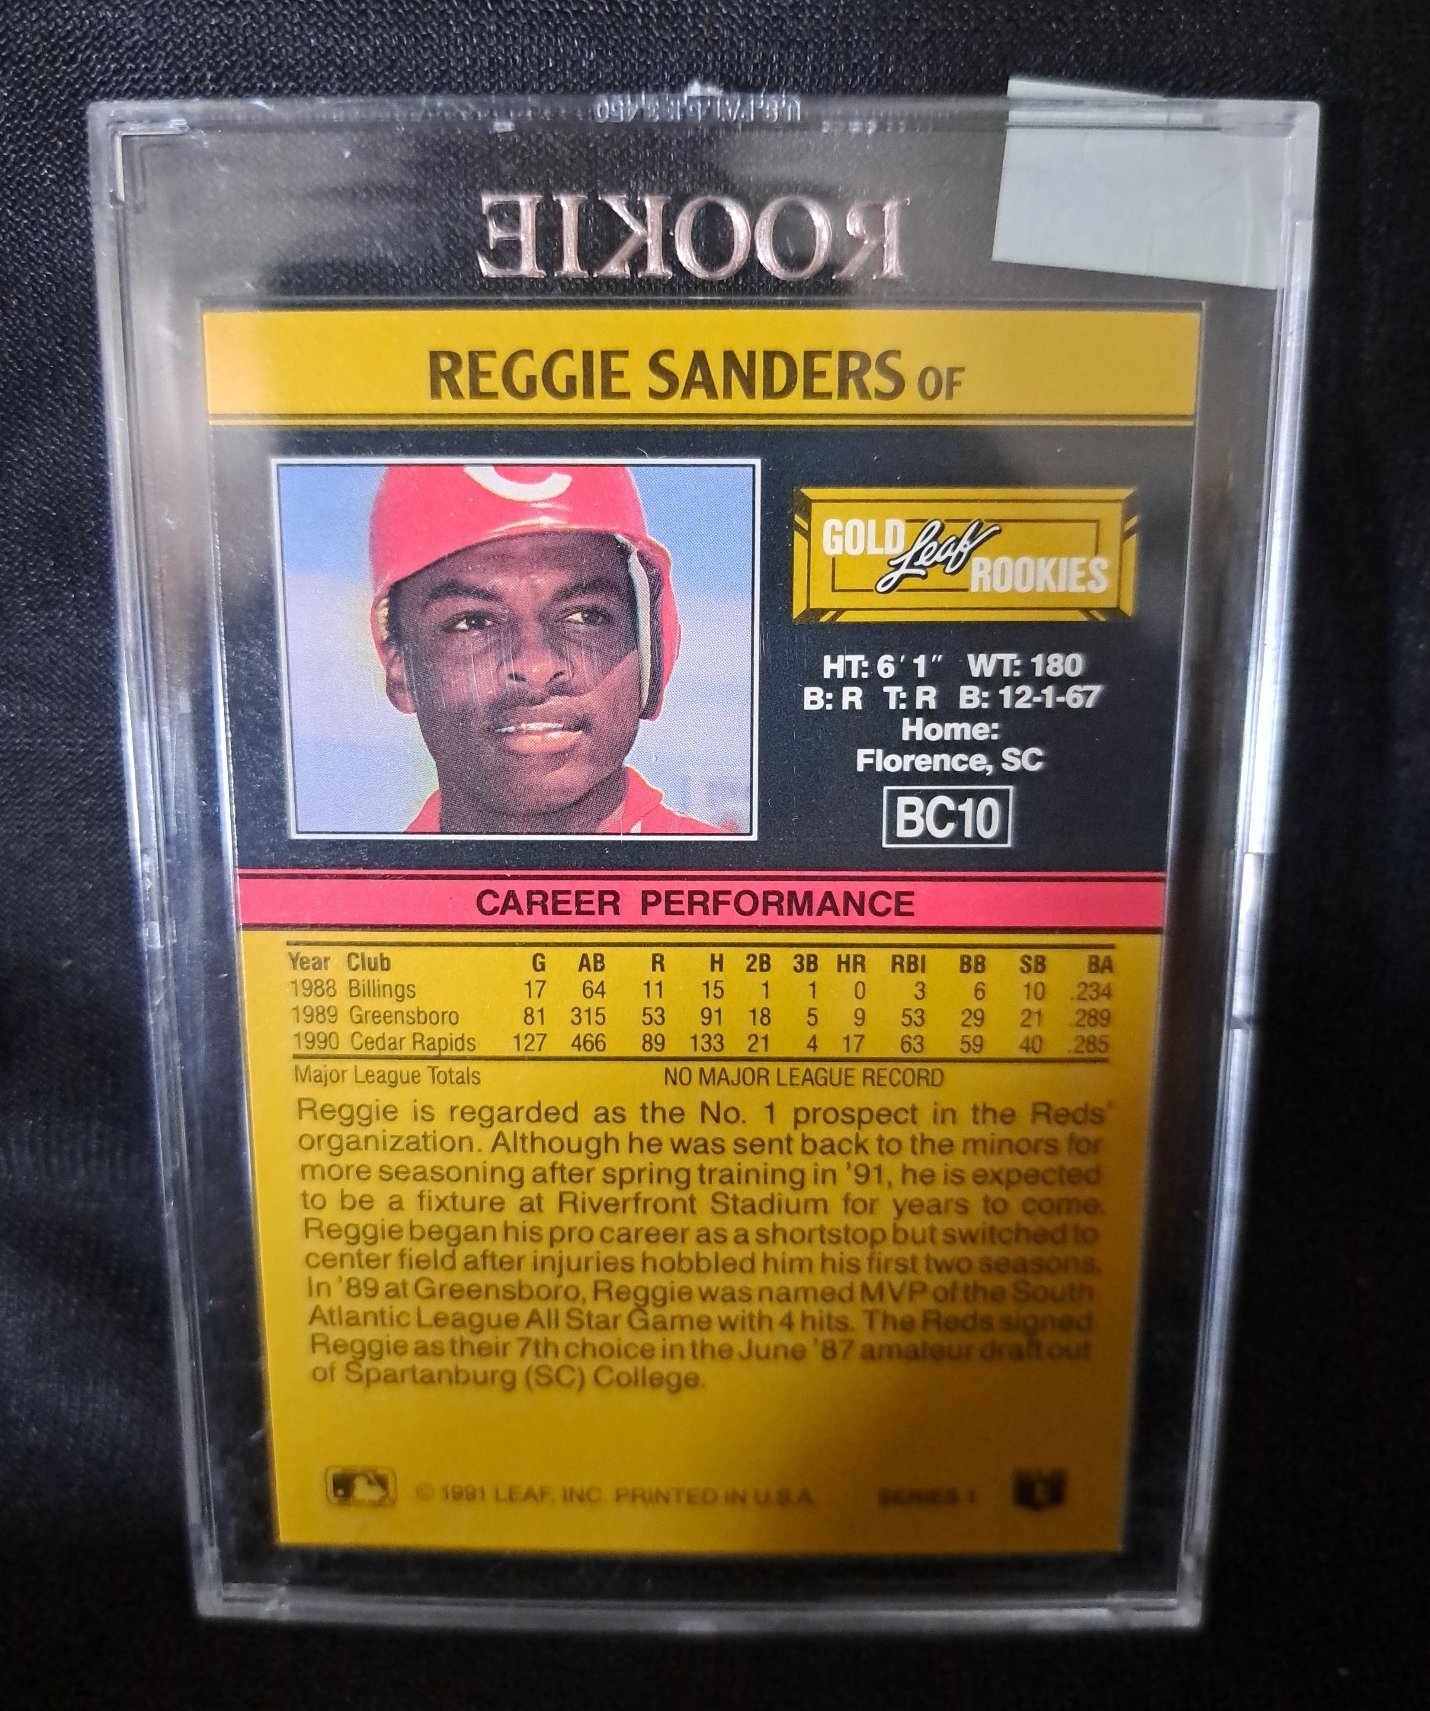 ROOKIE
REGGIE SANDERS OF
C
GOLD Leaf ROOKIES
HT: 6'1" WT: 180
B: R T: R B: 12-1-67
Home:
Florence, SC
BC10
CAREER PERFORMANCE
Year Club G AB R H 2B 3B HR RBI BB SB BA
1988 Billings 17 64 11 15 1 1 0 3 6 10 .234
1989 Greensboro 81 315 53 91 18 5 9 53 29 21 .289
1990 Cedar Rapids 127 466 89 133 21 4 17 63 59 40 .285
Major League Totals NO MAJOR LEAGUE RECORD
Reggie is regarded as the No. 1 prospect in the Reds'
organization. Although he was sent back to the minors for
more seasoning after spring training in '91, he is expected
to be a fixture at Riverfront Stadium for years to come.
Reggie began his pro career as a shortstop but switched to
center field after injuries hobbled him his first two seasons.
In '89 at Greensboro, Reggie was named MVP of the South
Atlantic League All Star Game with 4 hits. The Reds signed
Reggie as their 7th choice in the June '87 amateur draft out
of Spartanburg (SC) College.
© 1991 LEAF, INC. PRINTED IN U.S.A. SERIES 1